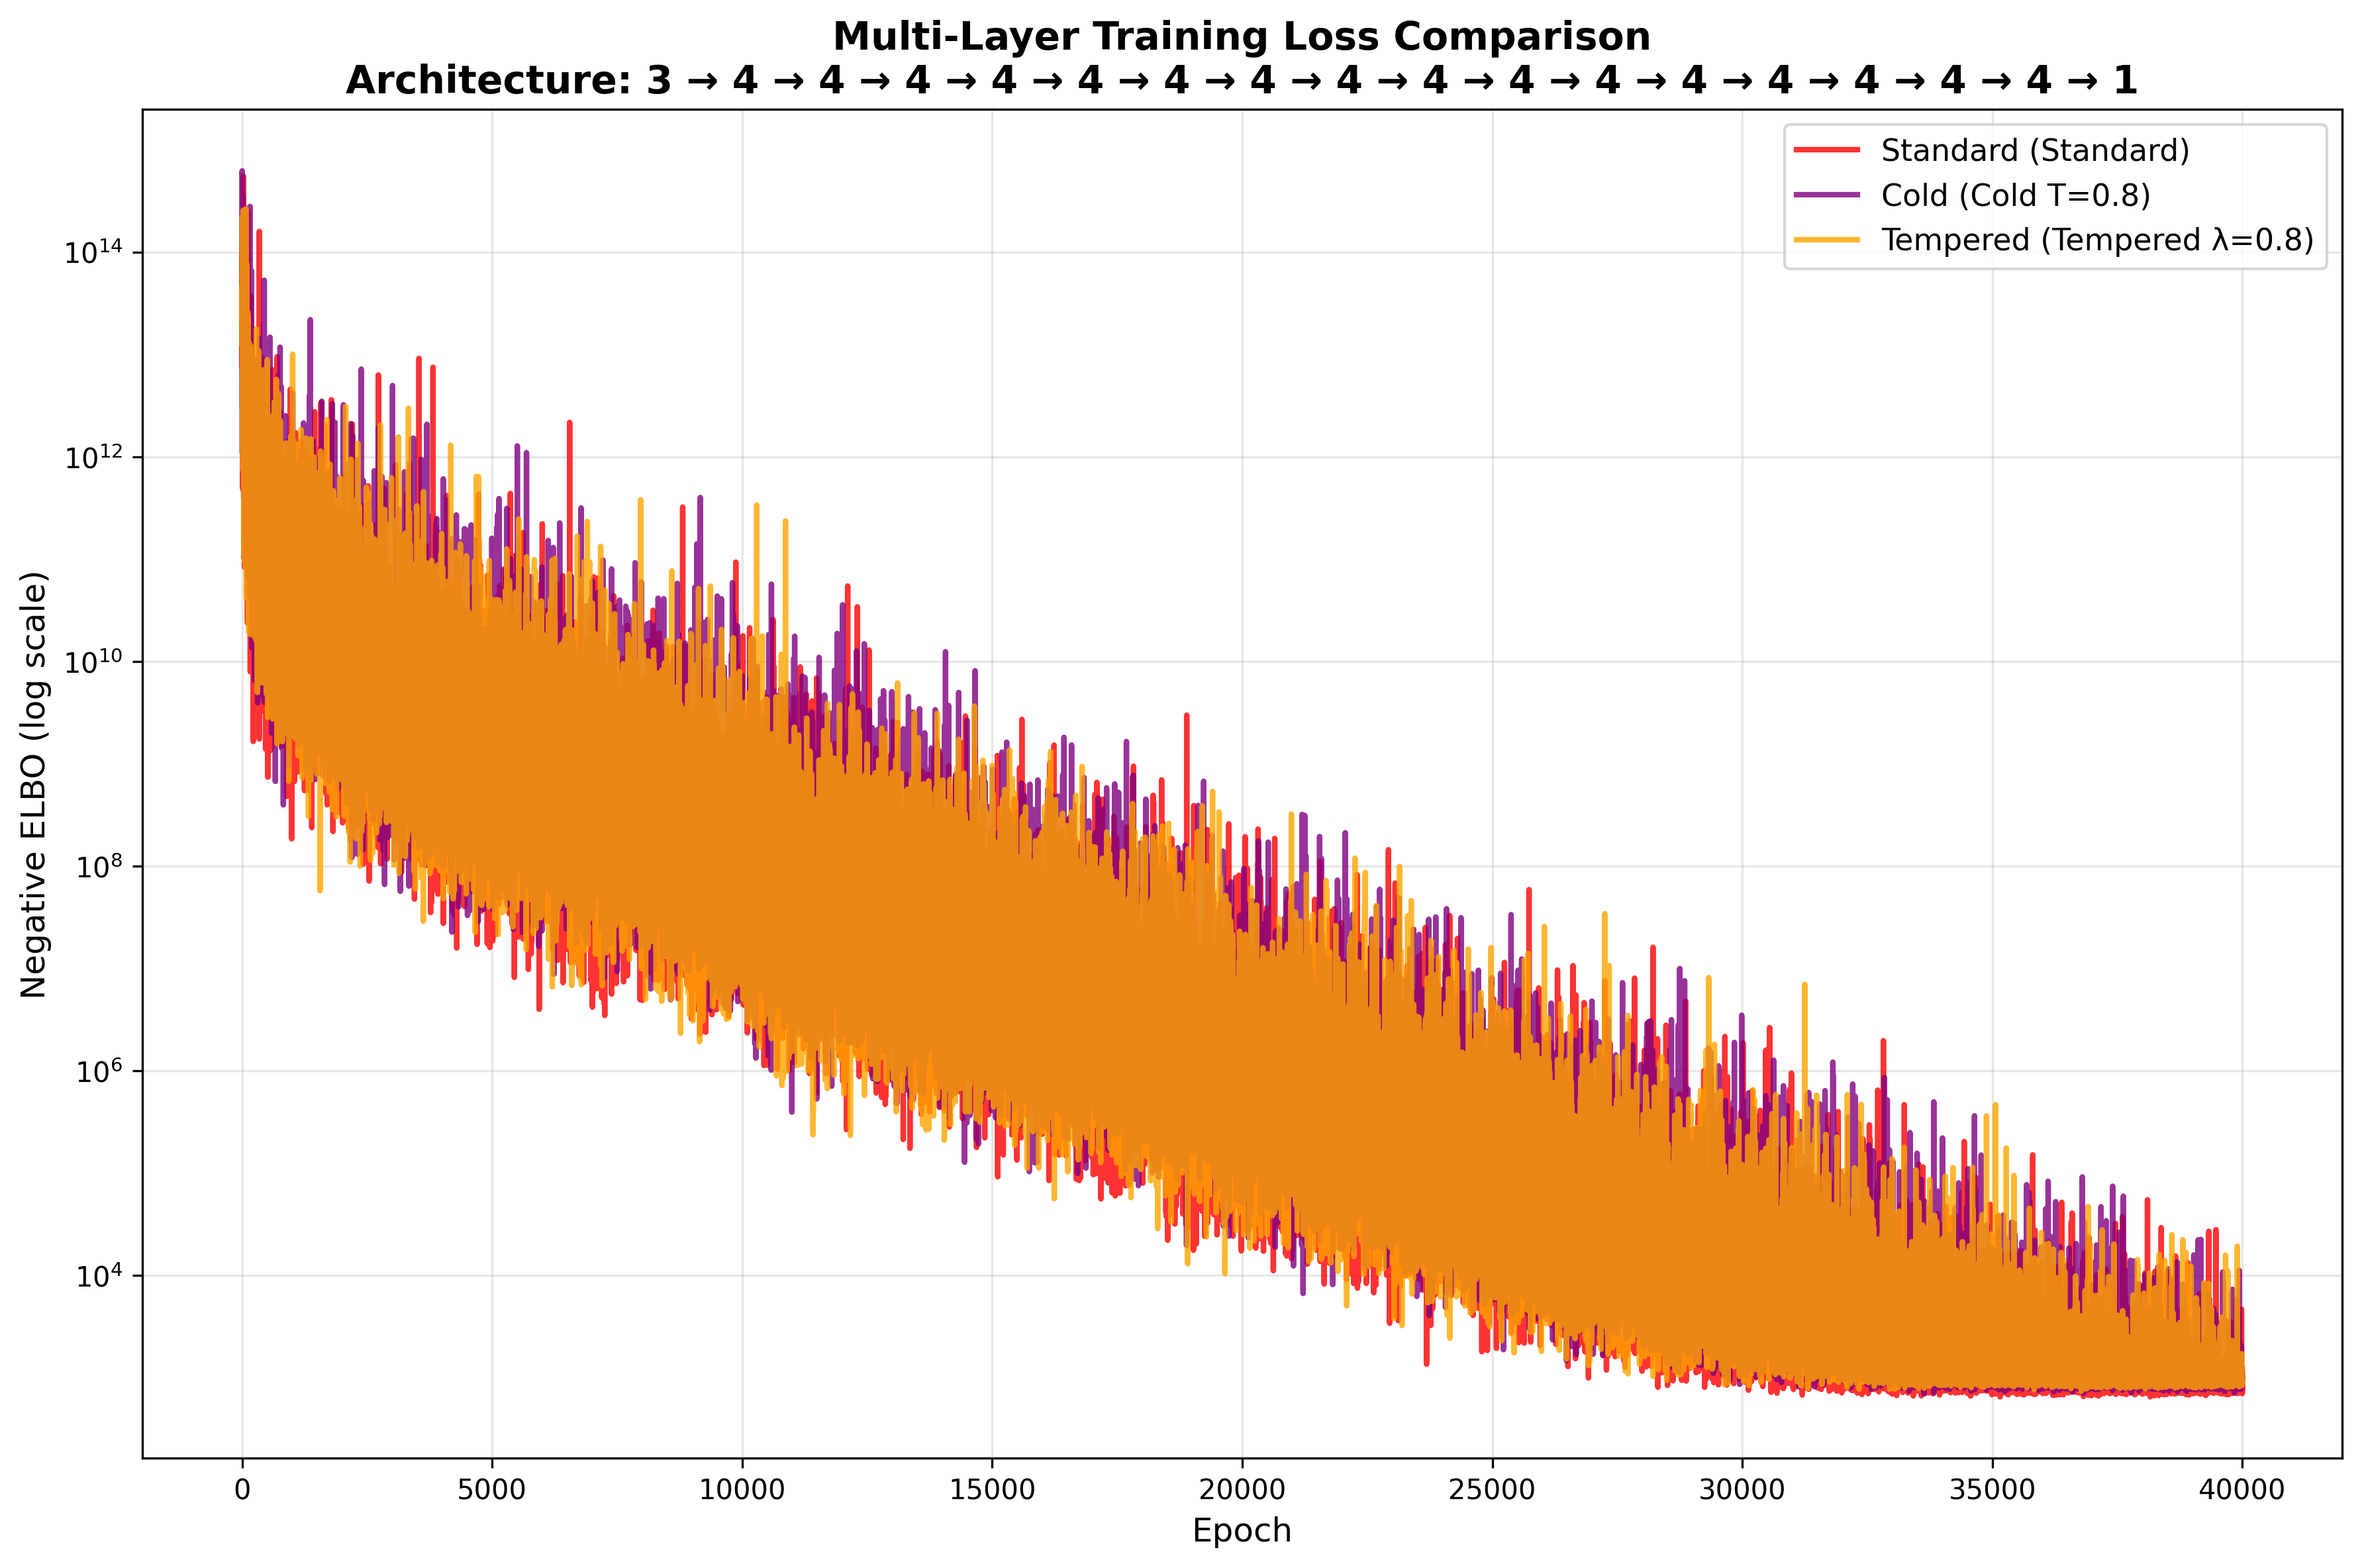 Multi-Layer Training Loss Comparison
Architecture: 3 → 4 → 4 → 4 → 4 → 4 → 4 → 4 → 4 → 4 → 4 → 4 → 4 → 4 → 4 → 4 → 4 → 1
Standard (Standard)
Cold (Cold T=0.8)
Tempered (Tempered λ=0.8)
Negative ELBO (log scale)
10¹⁴
10¹²
10¹⁰
10⁸
10⁶
10⁴
0 5000 10000 15000 20000 25000 30000 35000 40000
Epoch